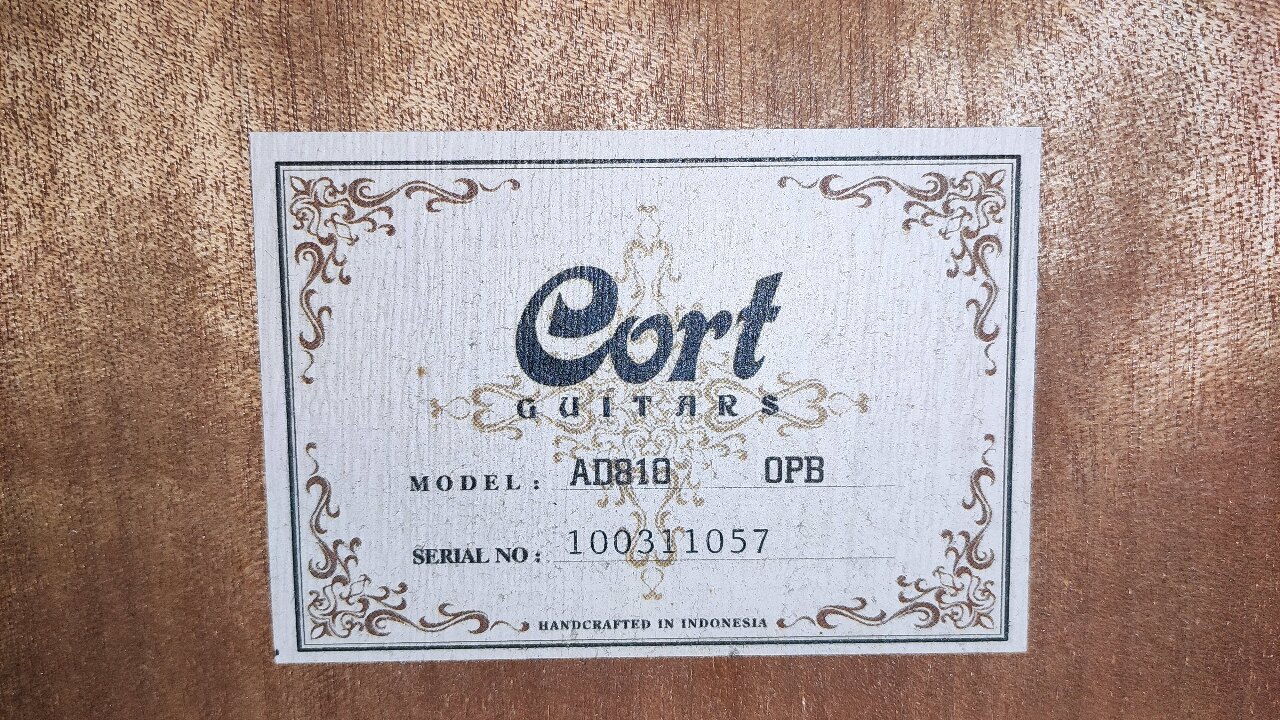 Cort
GUITARS
MODEL: AD810 OPB
SERIAL NO: 100311057
HANDCRAFTED IN INDONESIA